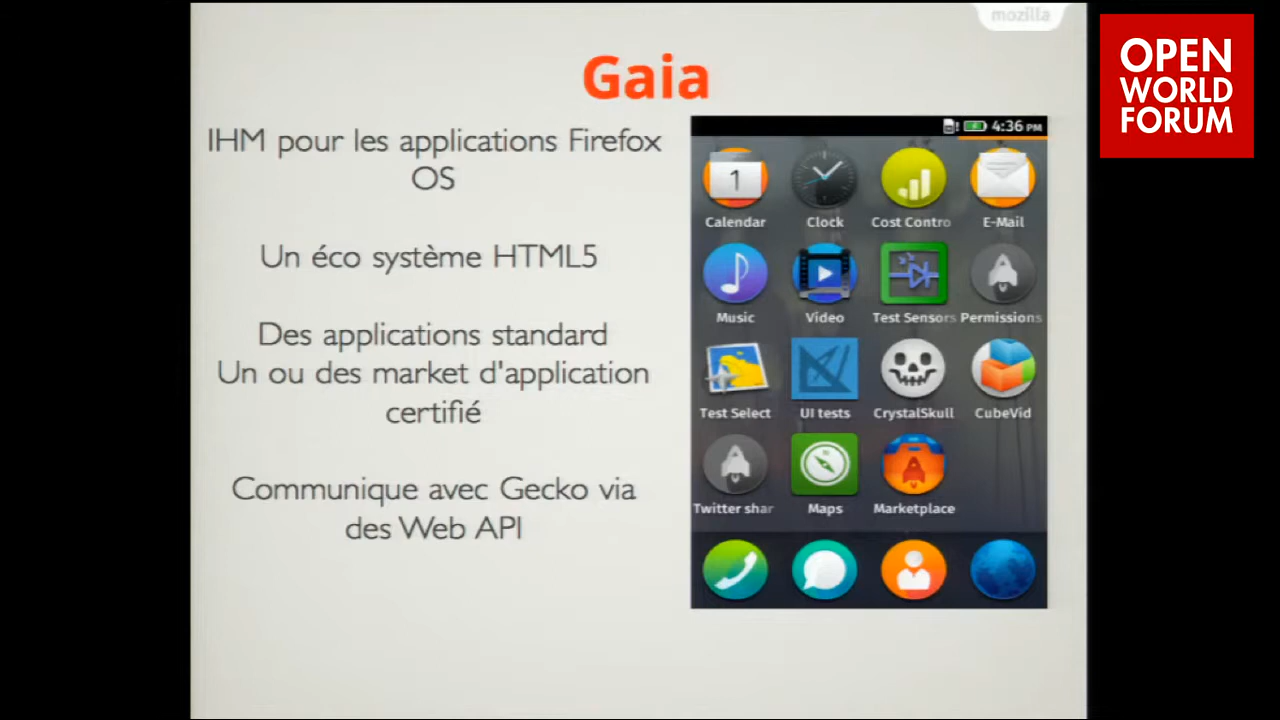 mozilla
OPEN
WORLD
FORUM
Gaia
IHM pour les applications Firefox
OS
Un éco système HTML5
Des applications standard
Un ou des market d'application
certifié
Communique avec Gecko via
des Web API
4:36 PM
1
Calendar Clock Cost Contro E-Mail
Music Video Test Sensors Permissions
Test Select UI tests CrystalSkull CubeVid
Twitter shar Maps Marketplace